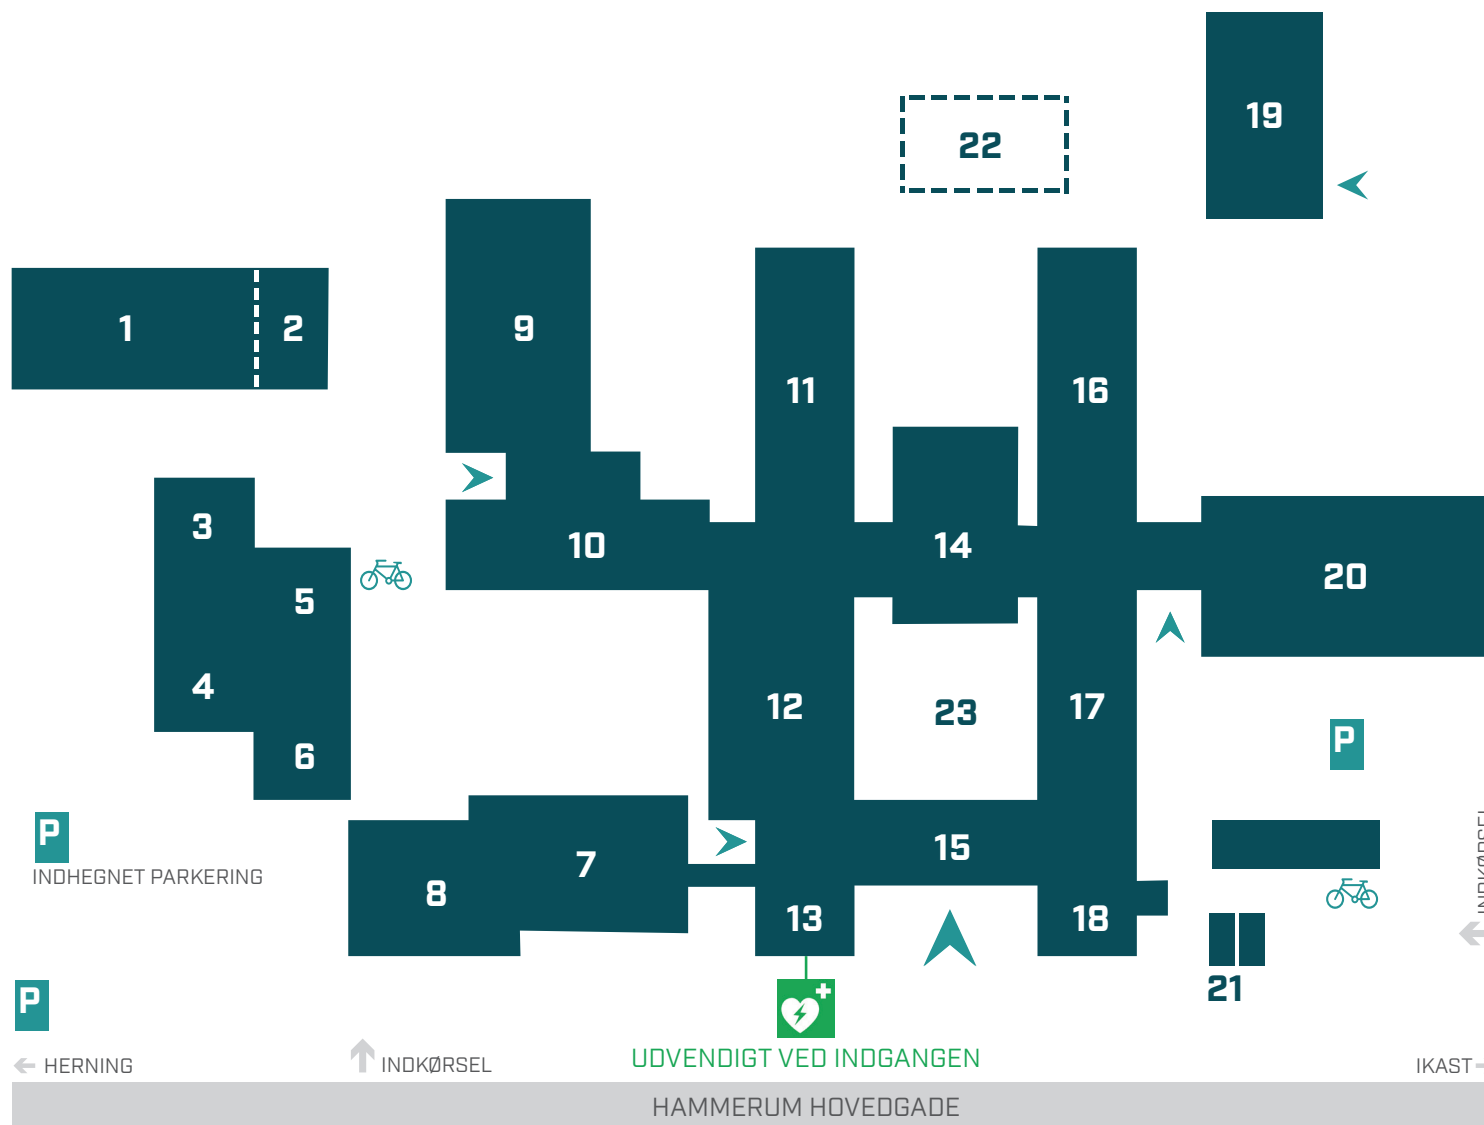 19
22
1
2
9
11
16
3
10
14
20
5
4
12
23
17
6
P
P
INDHEGNET PARKERING
7
15
8
13
18
INDKØRSEL
21
P
UDVENDIGT VED INDGANGEN
HERNING
INDKØRSEL
IKAST
HAMMERUM HOVEDGADE